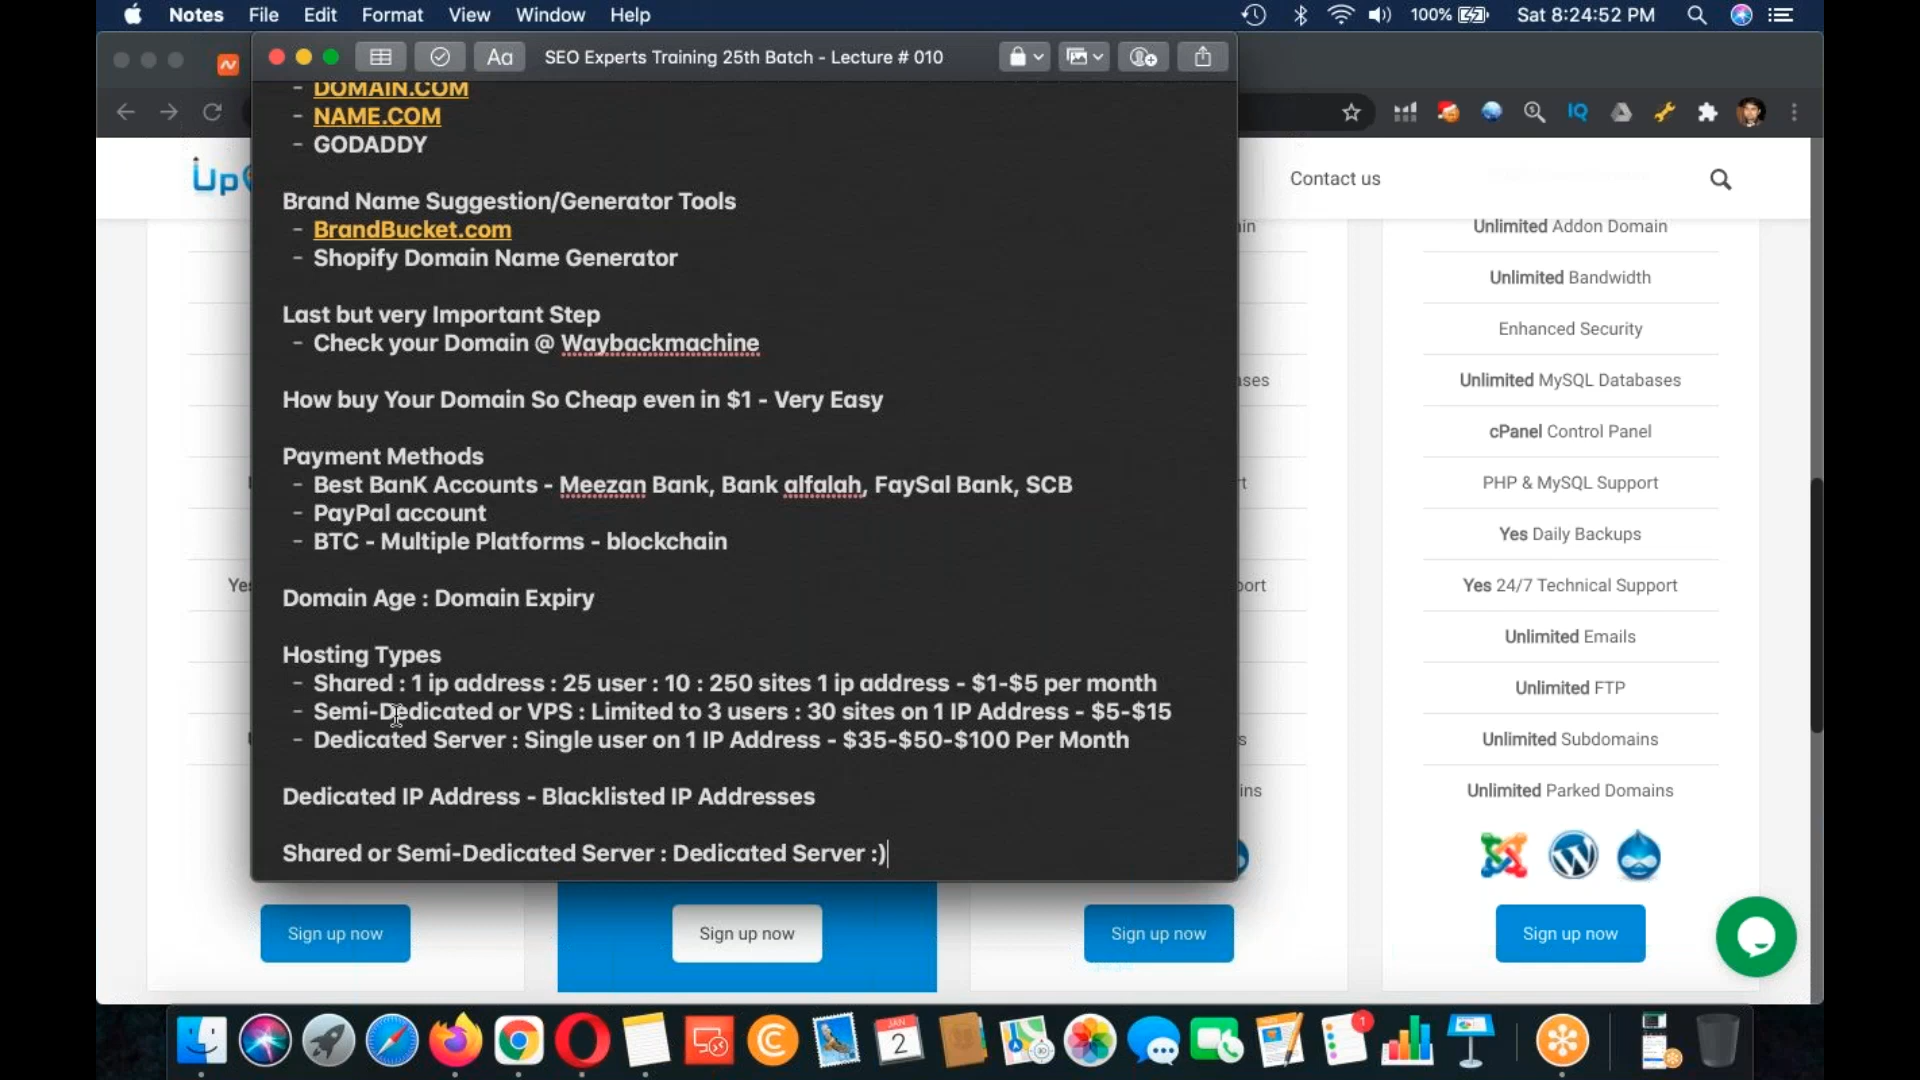 Notes File Edit Format View Window Help
100% Sat 8:24:52 PM
Aa SEO Experts Training 25th Batch - Lecture # 010
IQ
- DOMAIN.COM
- NAME.COM
- GODADDY
Brand Name Suggestion/Generator Tools
- BrandBucket.com
- Shopify Domain Name Generator
Last but very Important Step
- Check your Domain @ Waybackmachine
How buy Your Domain So Cheap even in $1 - Very Easy
Payment Methods
- Best BanK Accounts - Meezan Bank, Bank alfalah, FaySal Bank, SCB
- PayPal account
- BTC - Multiple Platforms - blockchain
Domain Age : Domain Expiry
Hosting Types
- Shared : 1 ip address : 25 user : 10 : 250 sites 1 ip address - $1-$5 per month
- Semi-Dedicated or VPS : Limited to 3 users : 30 sites on 1 IP Address - $5-$15
- Dedicated Server : Single user on 1 IP Address - $35-$50-$100 Per Month
Dedicated IP Address - Blacklisted IP Addresses
Shared or Semi-Dedicated Server : Dedicated Server :)
Up
Contact us
Unlimited Addon Domain
Unlimited Bandwidth
Enhanced Security
Unlimited MySQL Databases
cPanel Control Panel
PHP & MySQL Support
Yes Daily Backups
Yes 24/7 Technical Support
Unlimited Emails
Unlimited FTP
Unlimited Subdomains
Unlimited Parked Domains
Yes
Sign up now
Sign up now
Sign up now
Sign up now
JAN
2
1